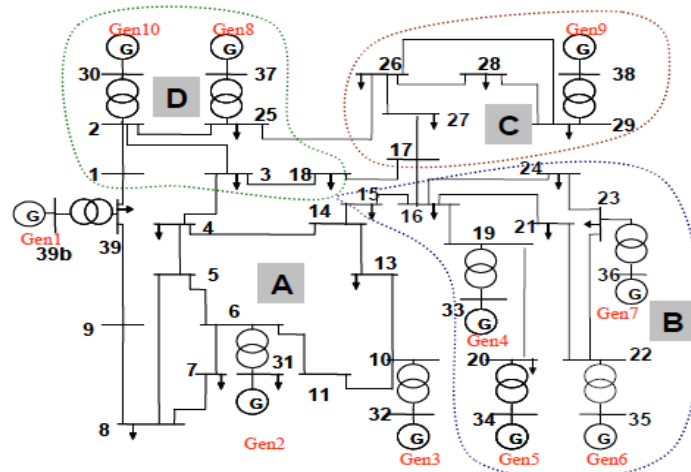 Gen10 Gen8 Gen9
G G G
30 37 26 28 38
D
2 25 27 C 29
17
1 3 18 24
15 23
G 14 16
Gen1 39 4 21
39b 19
5 A 13 36
G
6 33 G Gen7 B
Gen4
9 31 10 20 22
7
11
G 32 34 35
8 G G G
Gen2 Gen3 Gen5 Gen6